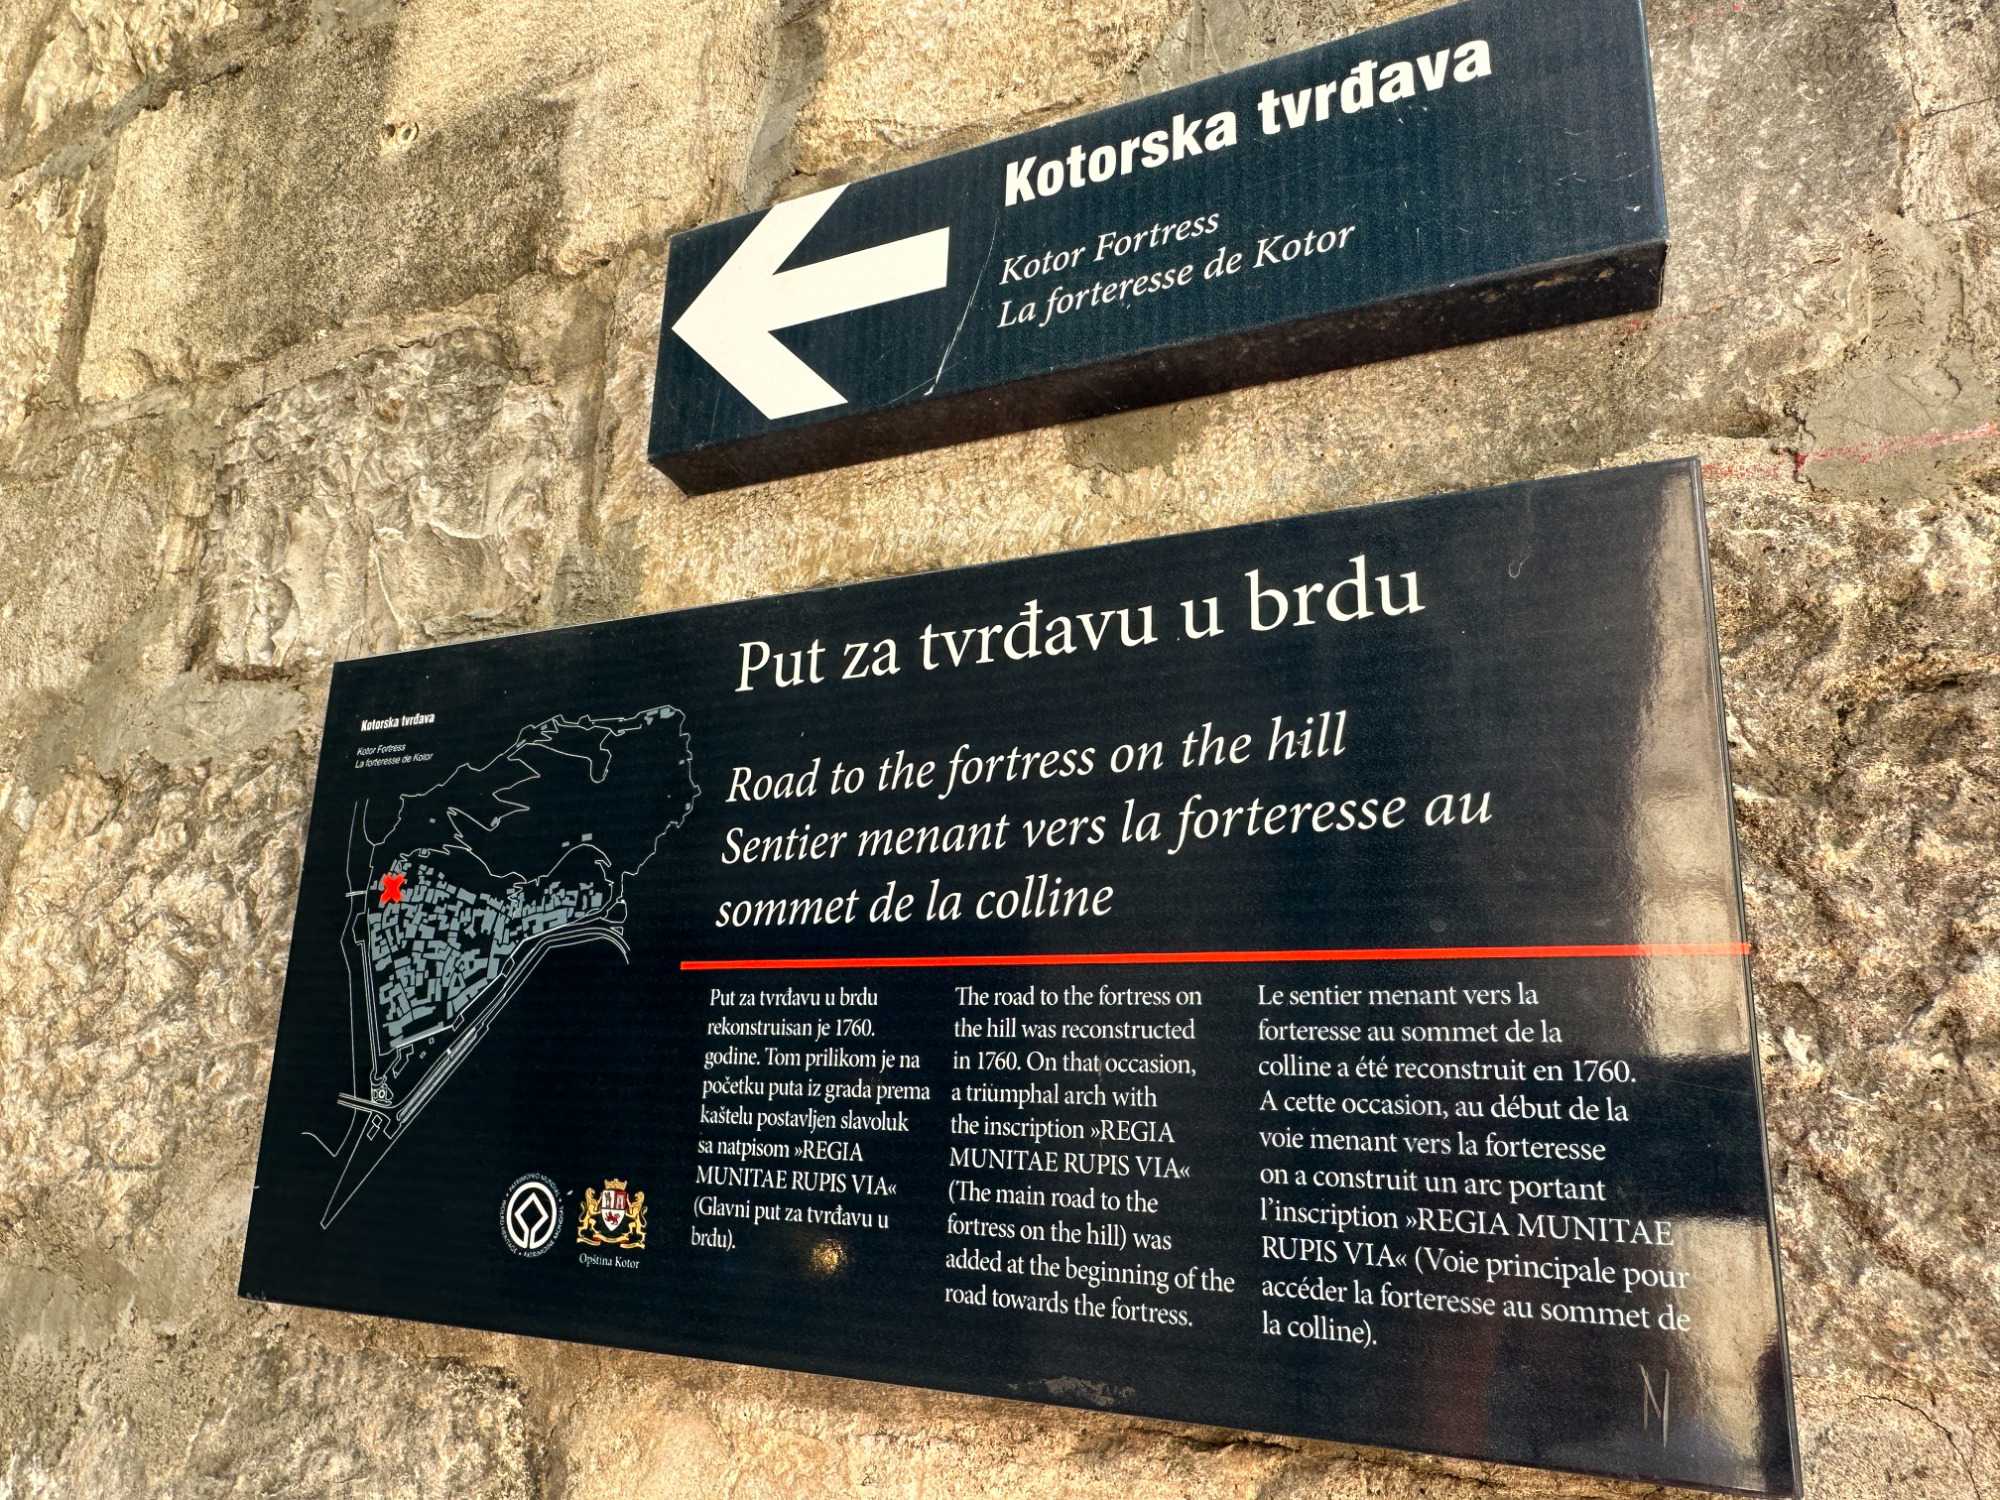 Kotorska tvrđava
Kotor Fortress
La forteresse de Kotor
Put za tvrđavu u brdu
Road to the fortress on the hill
Sentier menant vers la forteresse au
sommet de la colline
Kotorska tvrđava
Kotor Fortress
La forteresse de Kotor
Opština Kotor
Put za tvrđavu u brdu
rekonstruisan je 1760.
godine. Tom prilikom je na
početku puta iz grada prema
kaštelu postavljen slavoluk
sa natpisom »REGIA
MUNITAE RUPIS VIA«
(Glavni put za tvrđavu u
brdu).
The road to the fortress on
the hill was reconstructed
in 1760. On that occasion,
a triumphal arch with
the inscription »REGIA
MUNITAE RUPIS VIA«
(The main road to the
fortress on the hill) was
added at the beginning of the
road towards the fortress.
Le sentier menant vers la
forteresse au sommet de la
colline a été reconstruit en 1760.
A cette occasion, au début de la
voie menant vers la forteresse
on a construit un arc portant
l'inscription »REGIA MUNITAE
RUPIS VIA« (Voie principale pour
accéder la forteresse au sommet de
la colline).
N